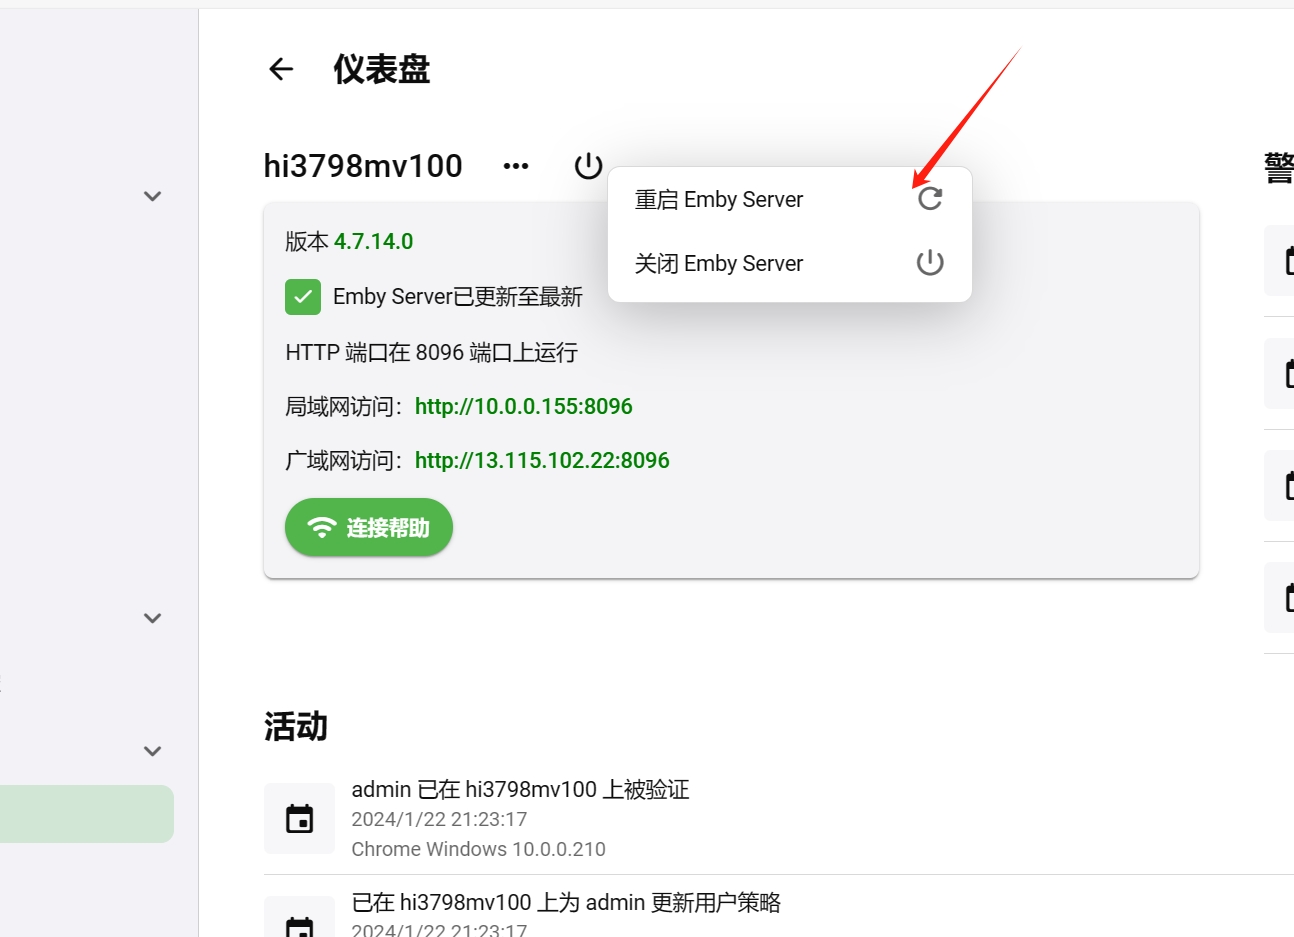 仪表盘
hi3798mv100
警
重启 Emby Server
关闭 Emby Server
版本 4.7.14.0
Emby Server已更新至最新
HTTP 端口在 8096 端口上运行
局域网访问：http://10.0.0.155:8096
广域网访问：http://13.115.102.22:8096
连接帮助
活动
admin 已在 hi3798mv100 上被验证
2024/1/22 21:23:17
Chrome Windows 10.0.0.210
已在 hi3798mv100 上为 admin 更新用户策略
2024/1/22 21:23:17